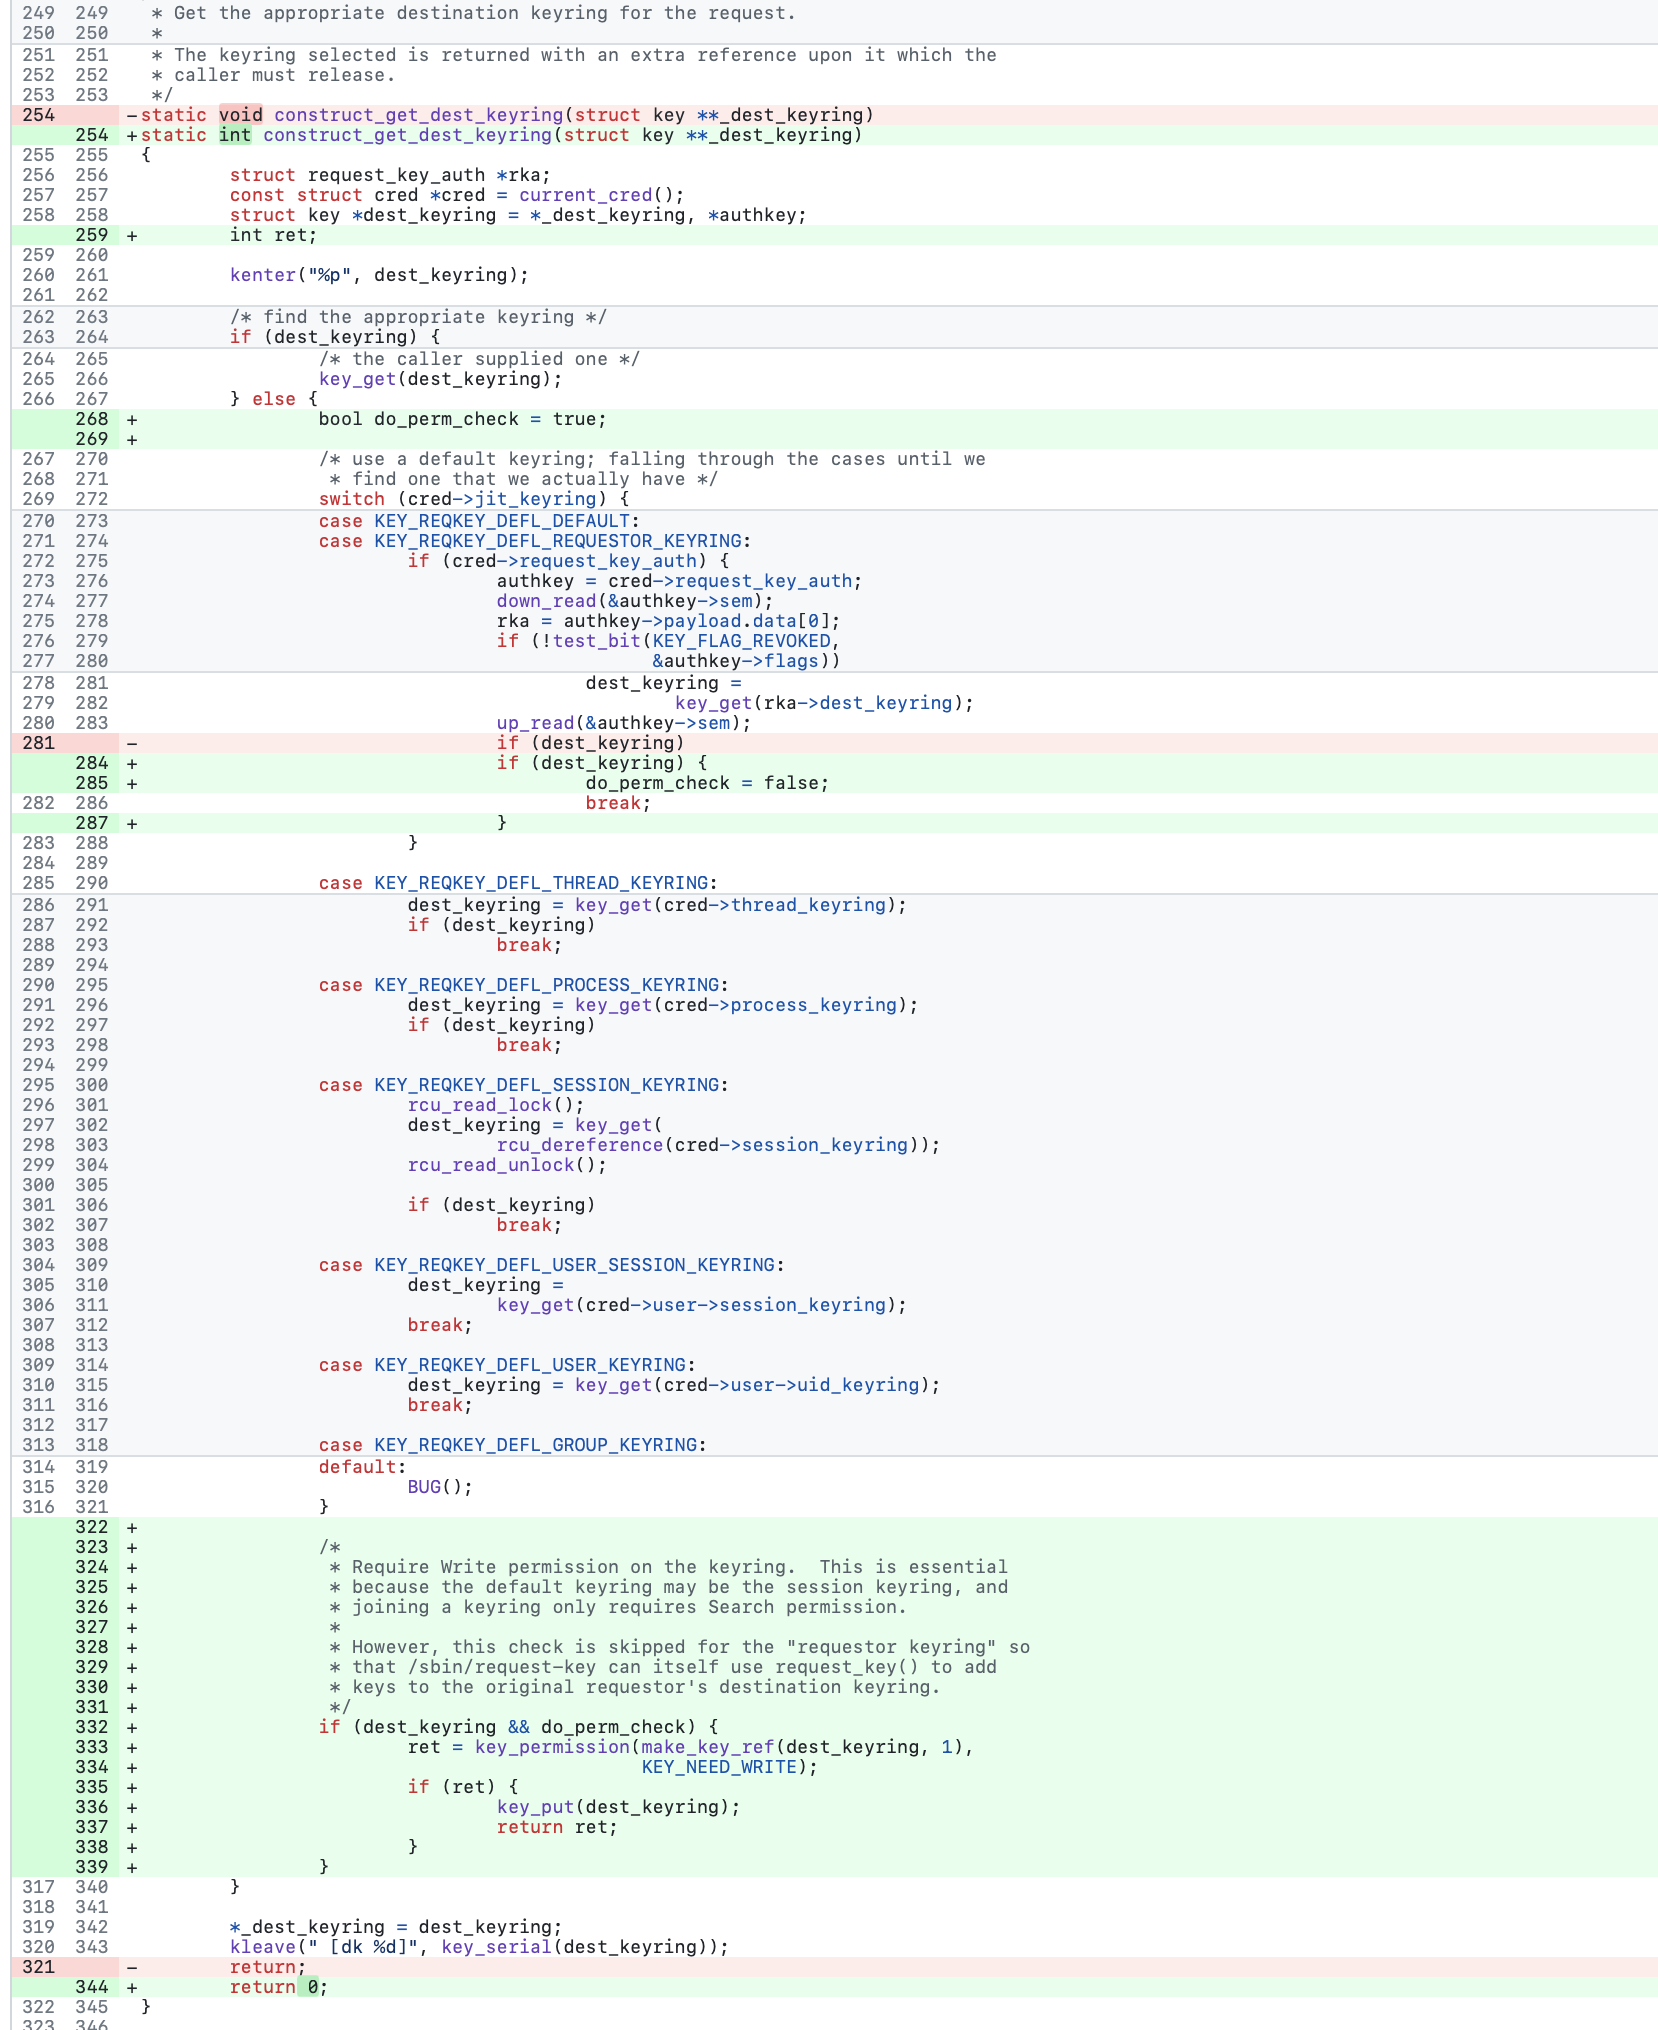 249 249 * Get the appropriate destination keyring for the request.
250 250 *
251 251 * The keyring selected is returned with an extra reference upon it which the
252 252 * caller must release.
253 253 */
254 -static void construct_get_dest_keyring(struct key **_dest_keyring)
254 +static int construct_get_dest_keyring(struct key **_dest_keyring)
255 255 {
256 256 struct request_key_auth *rka;
257 257 const struct cred *cred = current_cred();
258 258 struct key *dest_keyring = *_dest_keyring, *authkey;
259 + int ret;
259 260
260 261 kenter("%p", dest_keyring);
261 262
262 263 /* find the appropriate keyring */
263 264 if (dest_keyring) {
264 265 /* the caller supplied one */
265 266 key_get(dest_keyring);
266 267 } else {
268 + bool do_perm_check = true;
269 +
267 270 /* use a default keyring; falling through the cases until we
268 271 * find one that we actually have */
269 272 switch (cred->jit_keyring) {
270 273 case KEY_REQKEY_DEFL_DEFAULT:
271 274 case KEY_REQKEY_DEFL_REQUESTOR_KEYRING:
272 275 if (cred->request_key_auth) {
273 276 authkey = cred->request_key_auth;
274 277 down_read(&authkey->sem);
275 278 rka = authkey->payload.data[0];
276 279 if (!test_bit(KEY_FLAG_REVOKED,
277 280 &authkey->flags))
278 281 dest_keyring =
279 282 key_get(rka->dest_keyring);
280 283 up_read(&authkey->sem);
281 - if (dest_keyring)
284 + if (dest_keyring) {
285 + do_perm_check = false;
282 286 break;
287 + }
283 288 }
284 289
285 290 case KEY_REQKEY_DEFL_THREAD_KEYRING:
286 291 dest_keyring = key_get(cred->thread_keyring);
287 292 if (dest_keyring)
288 293 break;
289 294
290 295 case KEY_REQKEY_DEFL_PROCESS_KEYRING:
291 296 dest_keyring = key_get(cred->process_keyring);
292 297 if (dest_keyring)
293 298 break;
294 299
295 300 case KEY_REQKEY_DEFL_SESSION_KEYRING:
296 301 rcu_read_lock();
297 302 dest_keyring = key_get(
298 303 rcu_dereference(cred->session_keyring));
299 304 rcu_read_unlock();
300 305
301 306 if (dest_keyring)
302 307 break;
303 308
304 309 case KEY_REQKEY_DEFL_USER_SESSION_KEYRING:
305 310 dest_keyring =
306 311 key_get(cred->user->session_keyring);
307 312 break;
308 313
309 314 case KEY_REQKEY_DEFL_USER_KEYRING:
310 315 dest_keyring = key_get(cred->user->uid_keyring);
311 316 break;
312 317
313 318 case KEY_REQKEY_DEFL_GROUP_KEYRING:
314 319 default:
315 320 BUG();
316 321 }
322 +
323 + /*
324 + * Require Write permission on the keyring.  This is essential
325 + * because the default keyring may be the session keyring, and
326 + * joining a keyring only requires Search permission.
327 + *
328 + * However, this check is skipped for the "requestor keyring" so
329 + * that /sbin/request-key can itself use request_key() to add
330 + * keys to the original requestor's destination keyring.
331 + */
332 + if (dest_keyring && do_perm_check) {
333 + ret = key_permission(make_key_ref(dest_keyring, 1),
334 + KEY_NEED_WRITE);
335 + if (ret) {
336 + key_put(dest_keyring);
337 + return ret;
338 + }
339 + }
317 340 }
318 341
319 342 *_dest_keyring = dest_keyring;
320 343 kleave(" [dk %d]", key_serial(dest_keyring));
321 - return;
344 + return 0;
322 345 }
323 346